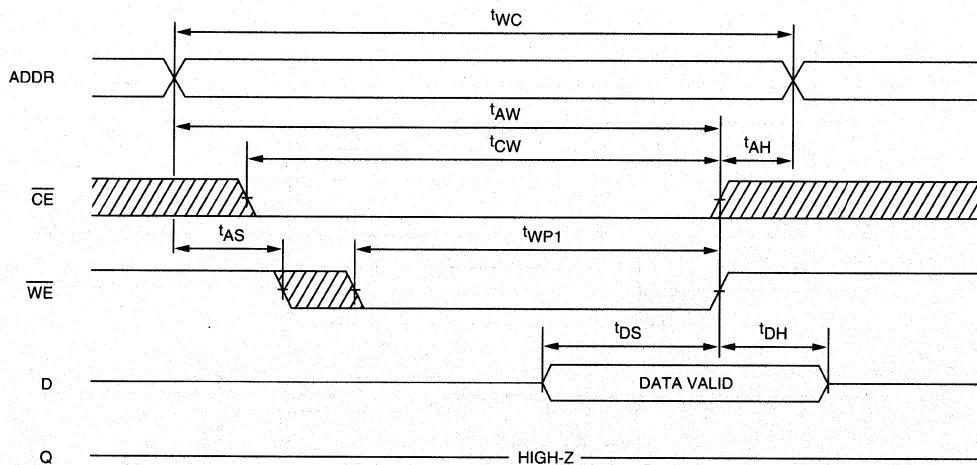 tWC
ADDR
tAW
tCW
tAH
CE
tAS
tWP1
WE
tDS
tDH
D
DATA VALID
Q
HIGH-Z